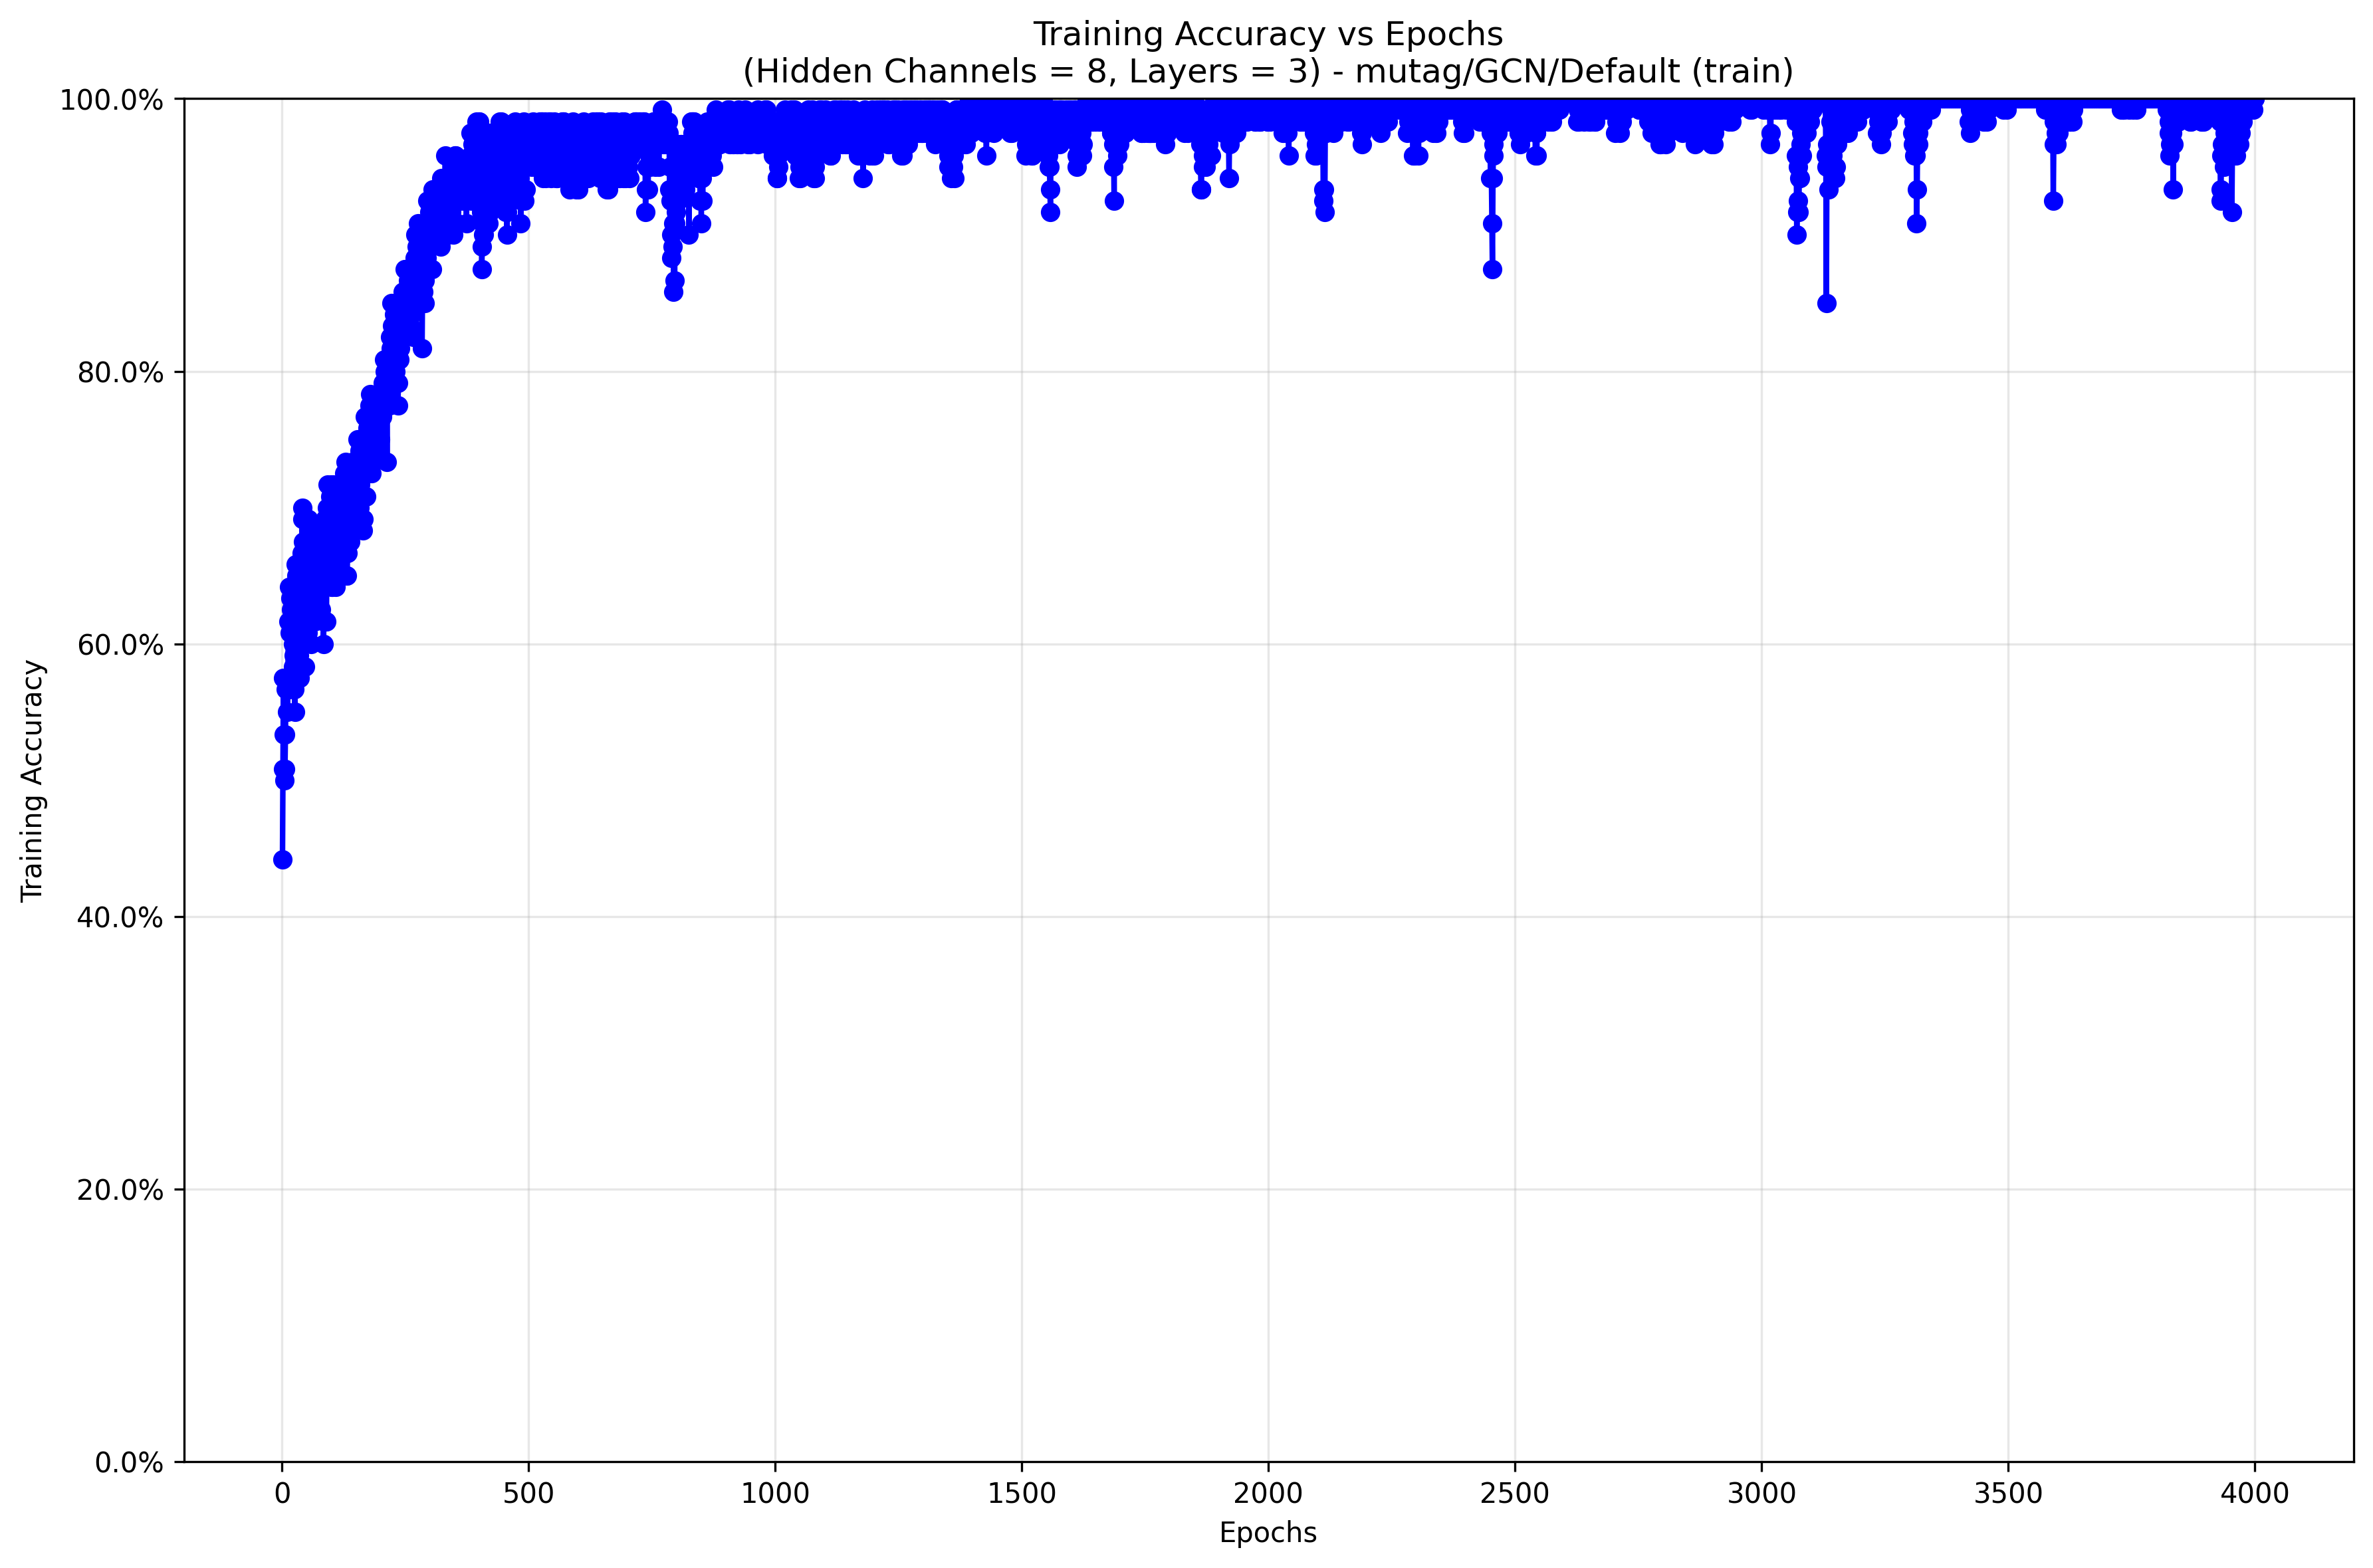 Training Accuracy vs Epochs
(Hidden Channels = 8, Layers = 3) - mutag/GCN/Default (train)
100.0%
80.0%
60.0%
40.0%
20.0%
0.0%
Training Accuracy
0 500 1000 1500 2000 2500 3000 3500 4000
Epochs